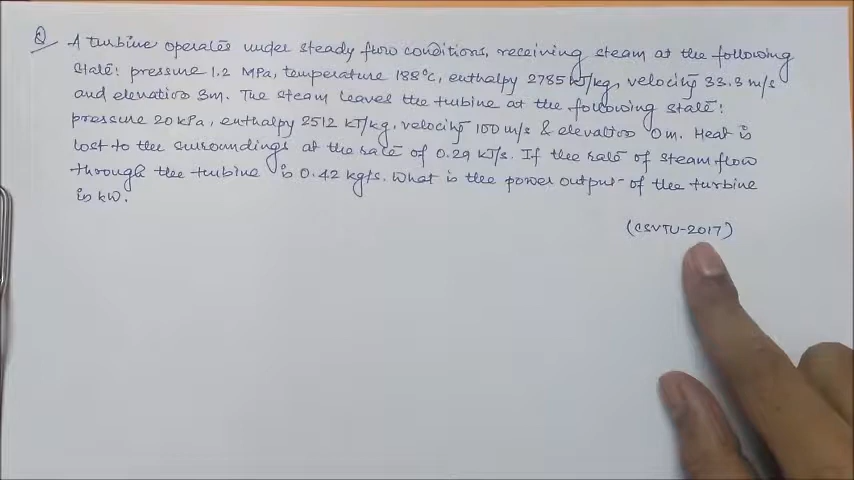 Q A turbine operates under steady flow conditions, receiving steam at the following
state: pressure 1.2 MPa, temperature 188°C, enthalpy 2785 kJ/kg, velocity 33.3 m/s
and elevation 3m. The steam leaves the turbine at the following state:
pressure 20 kPa, enthalpy 2512 kJ/kg, velocity 100 m/s & elevation 0 m. Heat is
lost to the surroundings at the rate of 0.29 kJ/s. If the rate of steam flow
through the turbine is 0.42 kg/s. What is the power output of the turbine
in kW.
(CSVTU-2017)